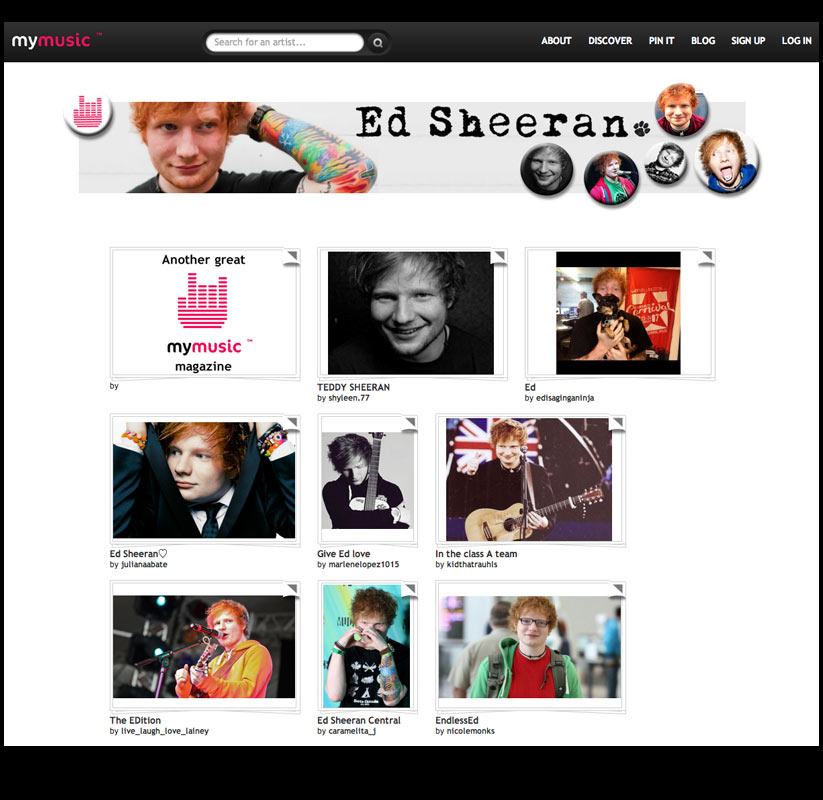 mymusic ™
Search for an artist...
ABOUT DISCOVER PIN IT BLOG SIGN UP LOG IN
Ed Sheeran
Another great
mymusic ™
magazine
by
TEDDY SHEERAN
by shyleen.77
Ed
by edisaginganinja
Ed Sheeran♡
by julianaabate
Give Ed love
by marlenelopez1015
In the class A team
by kidthatrauhls
The EDition
by live_laugh_love_lainey
Ed Sheeran Central
by caramelita_j
EndlessEd
by nicolemonks